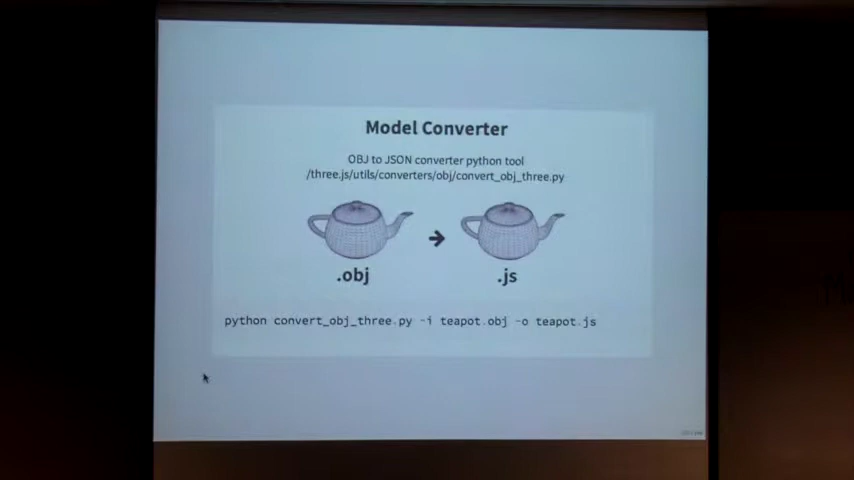 Model Converter
OBJ to JSON converter python tool
/three.js/utils/converters/obj/convert_obj_three.py
.obj
.js
python convert_obj_three.py -i teapot.obj -o teapot.js